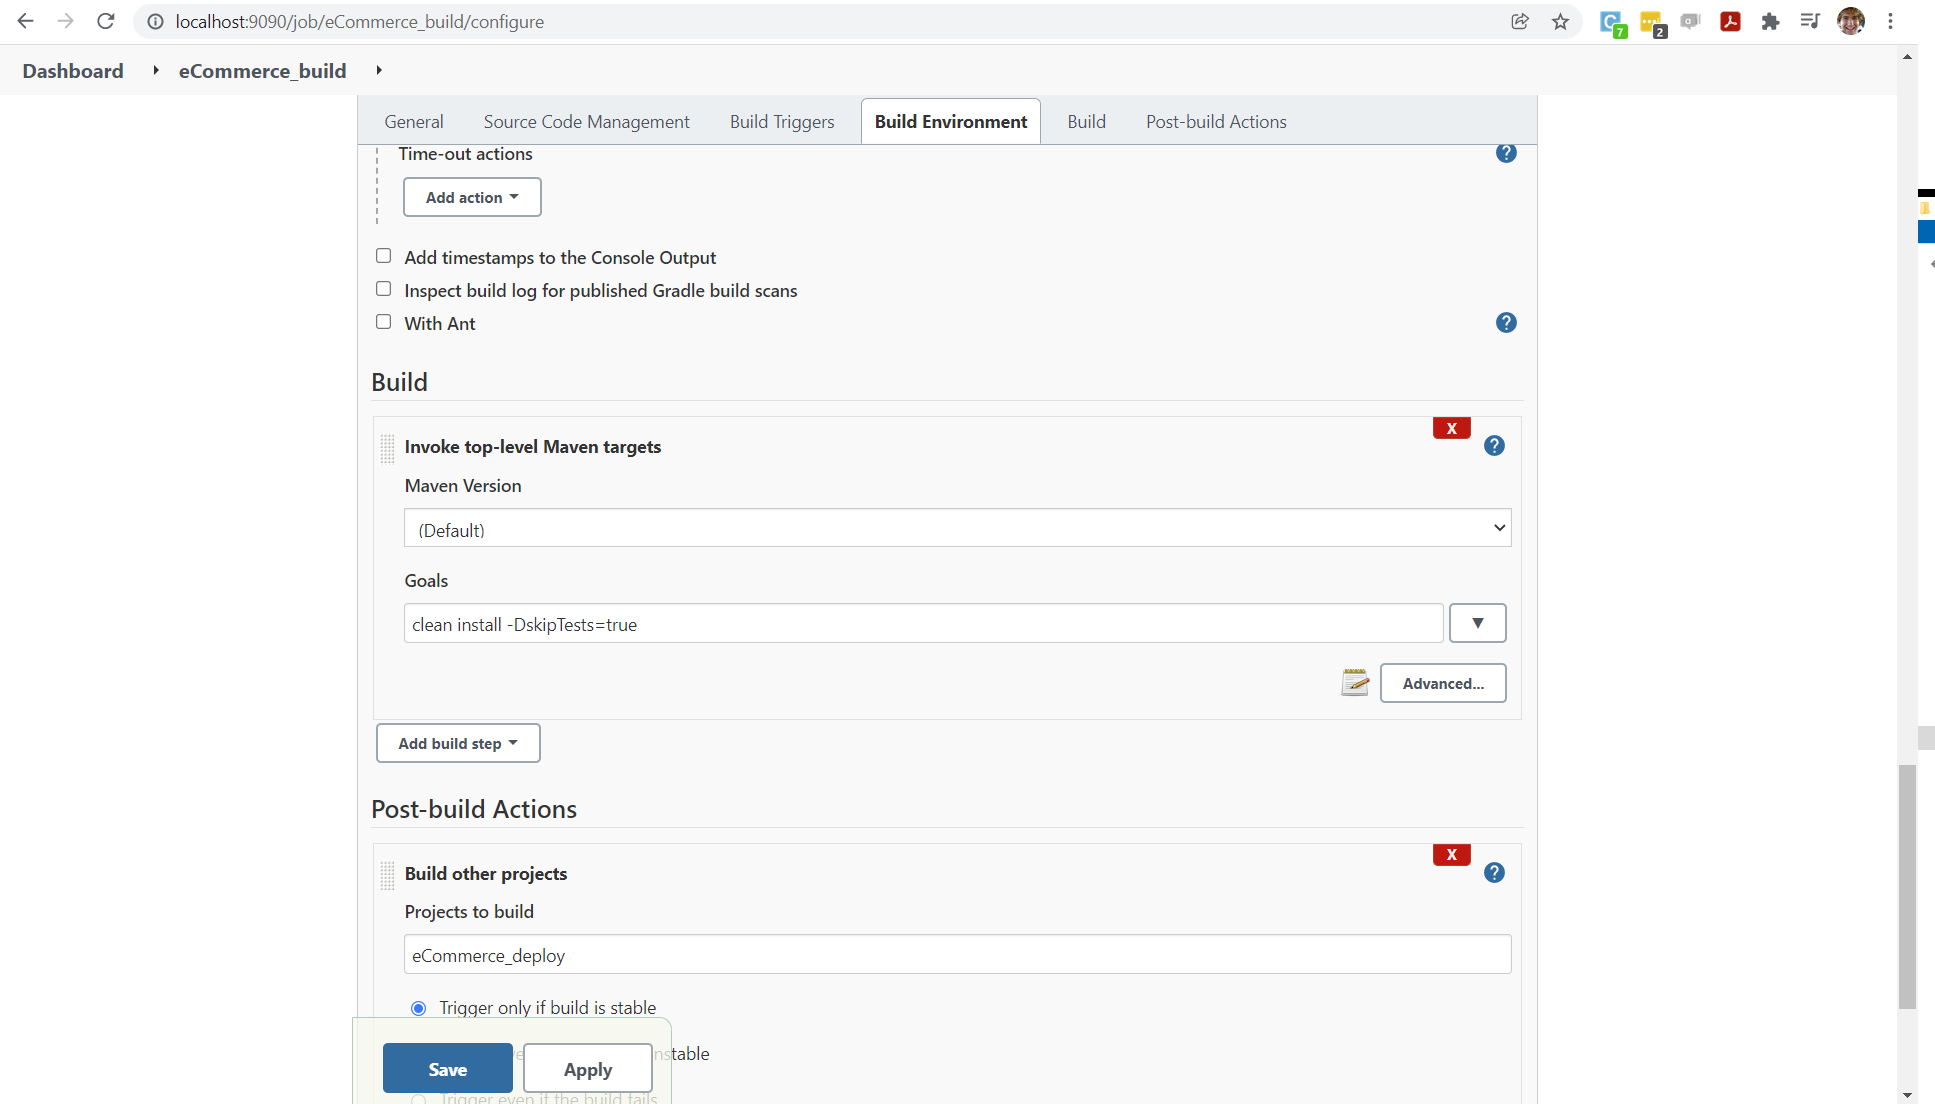 localhost:9090/job/eCommerce_build/configure
7
2
Dashboard eCommerce_build
General Source Code Management Build Triggers Build Environment Build Post-build Actions
Time-out actions
?
Add action
Add timestamps to the Console Output
Inspect build log for published Gradle build scans
With Ant
?
Build
X
Invoke top-level Maven targets
?
Maven Version
(Default)
Goals
clean install -DskipTests=true
Advanced...
Add build step
Post-build Actions
X
Build other projects
?
Projects to build
eCommerce_deploy
Trigger only if build is stable
nstable
Save Apply
Trigger even if the build fails